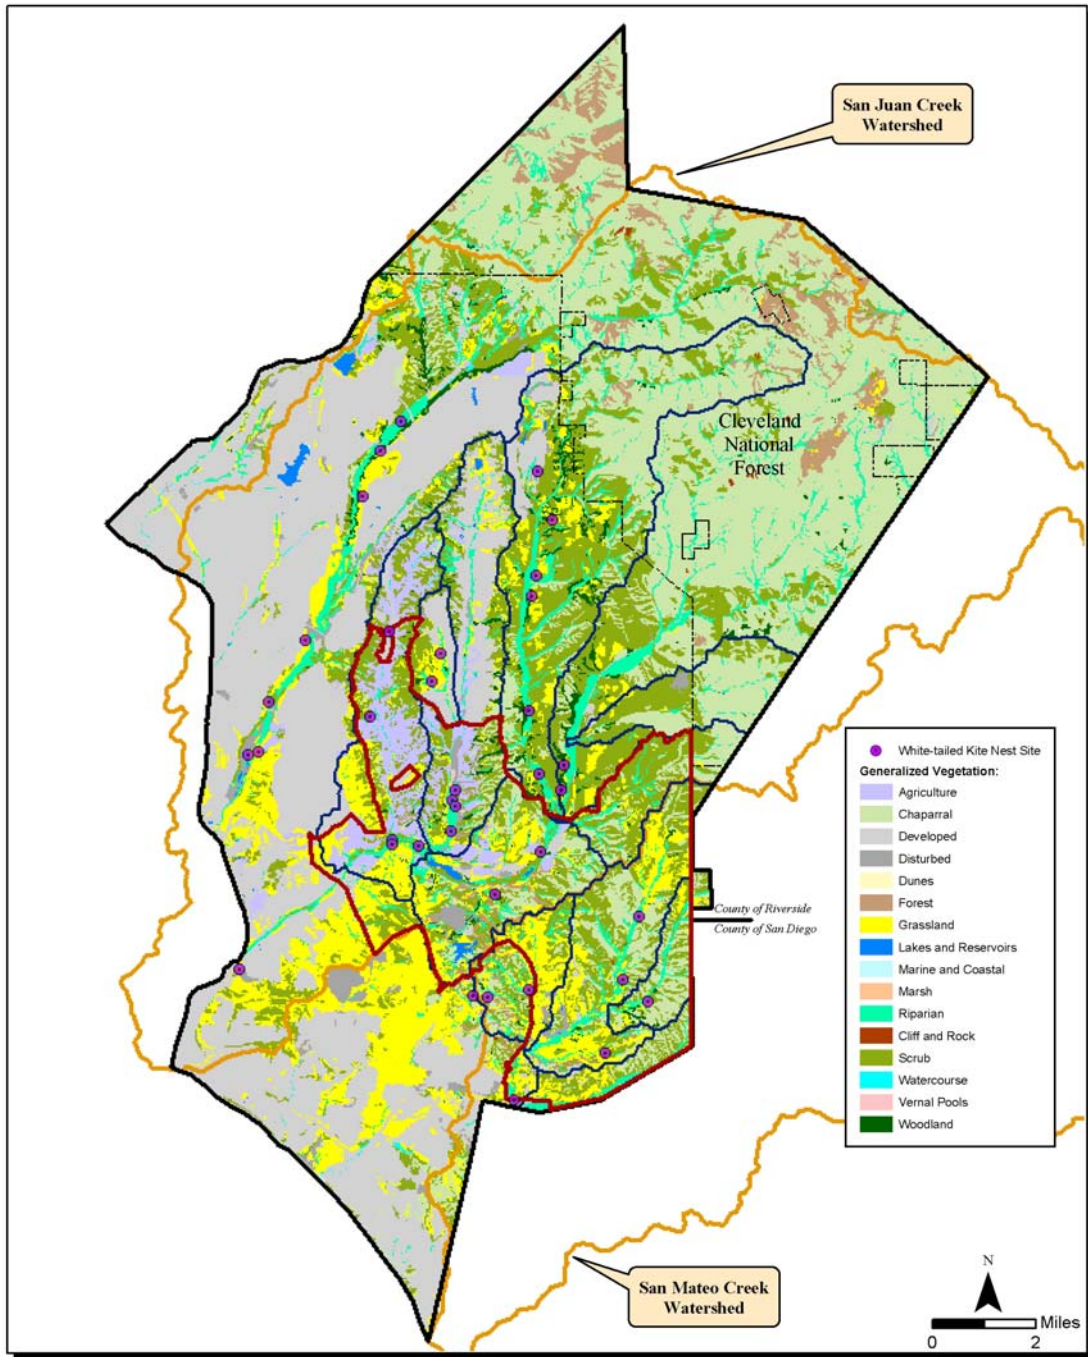 San Juan Creek
Watershed
Cleveland
National
Forest
White-tailed Kite Nest Site
Generalized Vegetation:
Agriculture
Chaparral
Developed
Disturbed
Dunes
Forest
Grassland
Lakes and Reservoirs
Marine and Coastal
Marsh
Riparian
Cliff and Rock
Scrub
Watercourse
Vernal Pools
Woodland
County of Riverside
County of San Diego
San Mateo Creek
Watershed
N
Miles
0 2